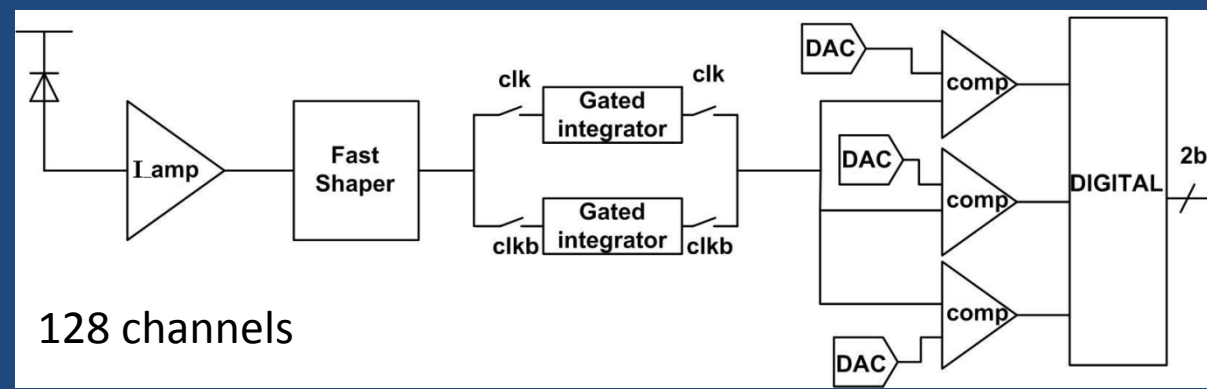 DAC
clk
clk
comp
Gated
integrator
Fast
Shaper
Lamp
DAC
comp
DIGITAL
2b
Gated
integrator
clkb
clkb
comp
DAC
128 channels